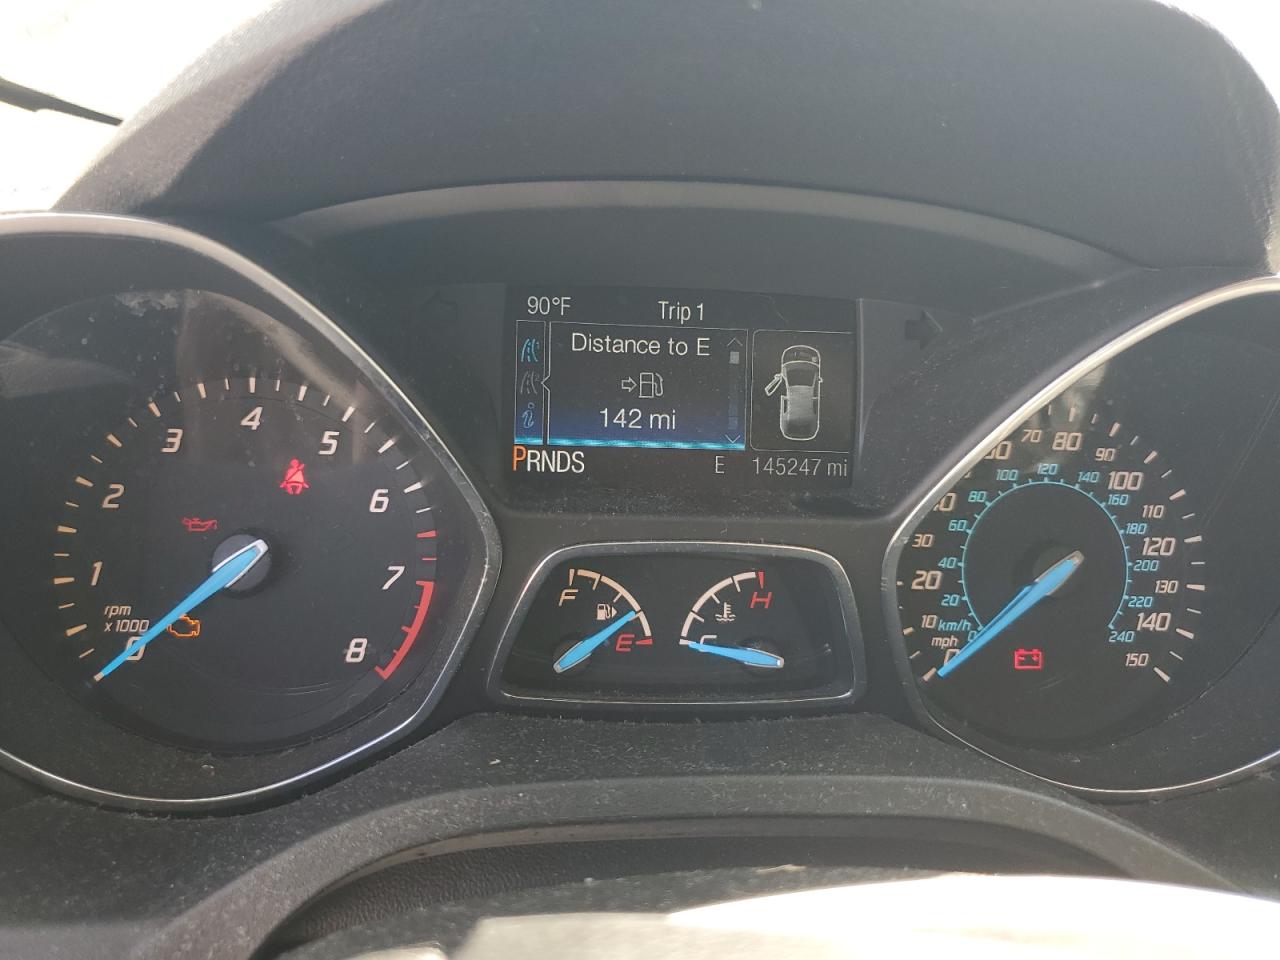 90°F Trip 1
Distance to E
142 mi
PRNDS E 145247 mi
0 1 2 3 4 5 6 7 8
rpm
x1000
F E
C H
10 20 30 70 80 90 100 110 120 130 140 150
mph
0 20 40 60 80 100 120 140 160 180 200 220 240
km/h